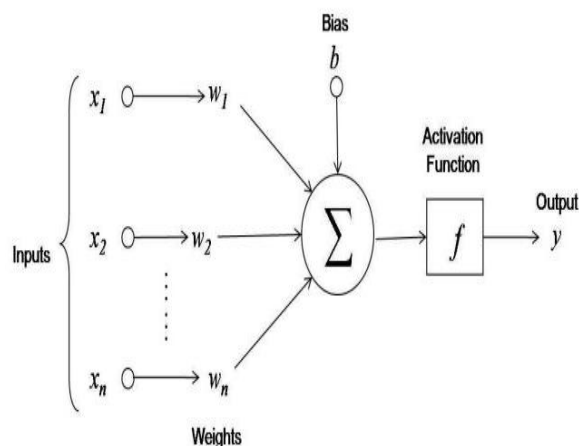 Bias
b
x₁ w₁
Activation
Function
Σ
f
Output
y
Inputs
x₂ w₂
xₙ wₙ
Weights